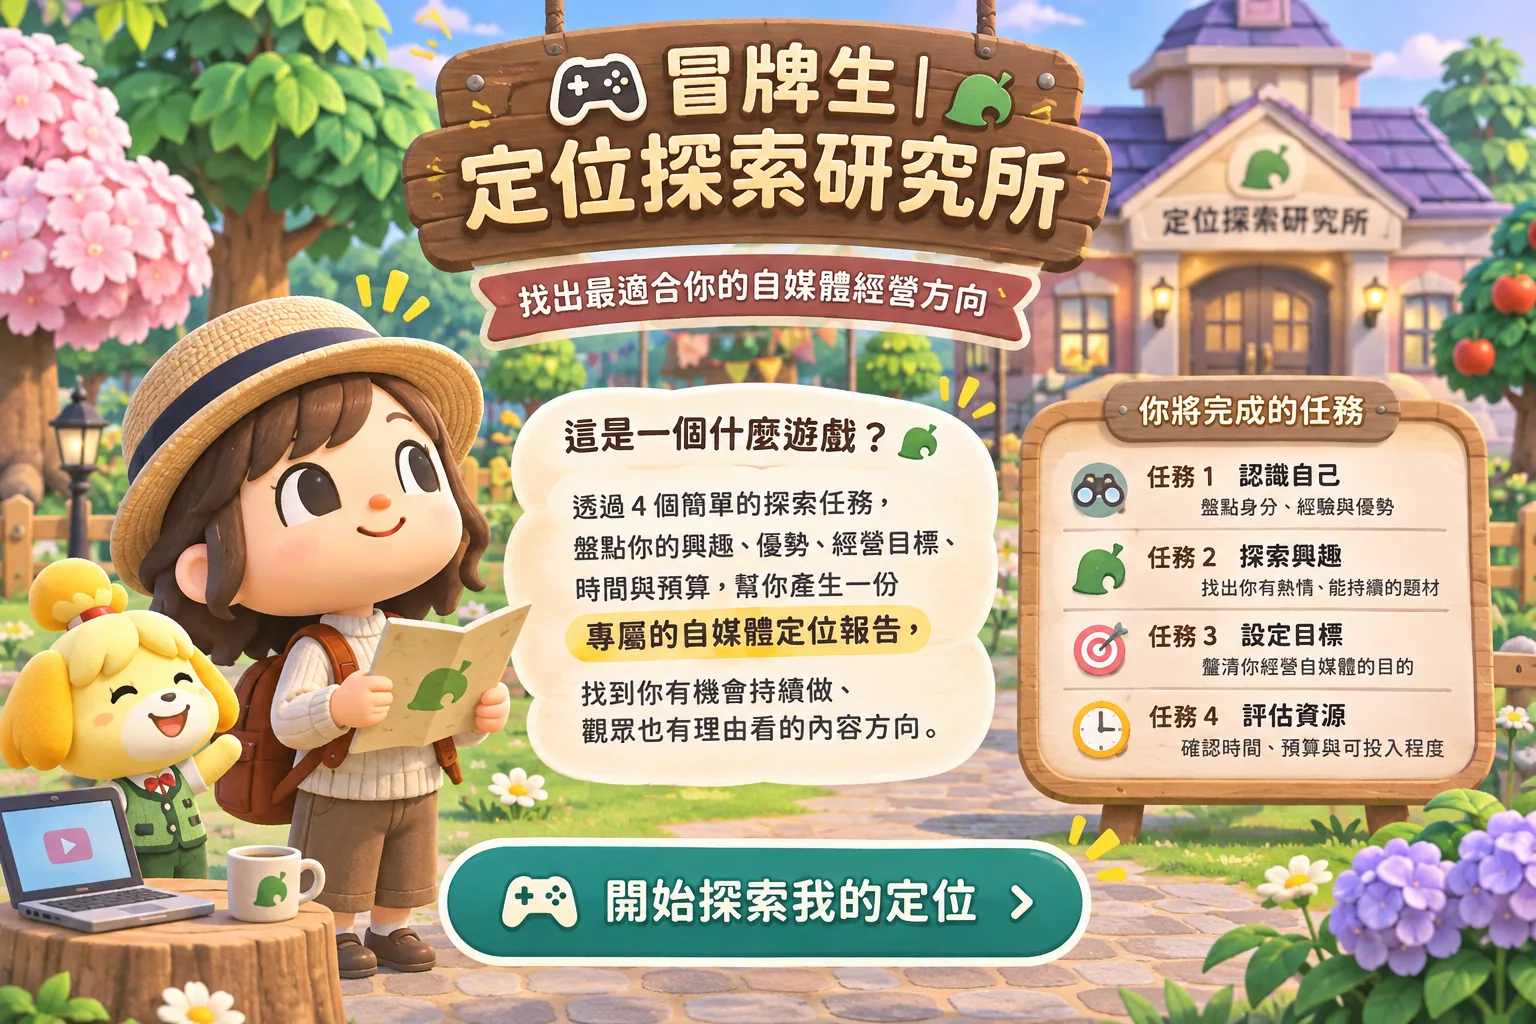 冒牌生|
定位探索研究所
找出最適合你的自媒體經營方向
定位探索研究所
這是一個什麼遊戲？
透過 4 個簡單的探索任務，
盤點你的興趣、優勢、經營目標、
時間與預算，幫你產生一份
專屬的自媒體定位報告，
找到你有機會持續做、
觀眾也有理由看的內容方向。
你將完成的任務
任務 1 認識自己
盤點身分、經驗與優勢
任務 2 探索興趣
找出你有熱情、能持續的題材
任務 3 設定目標
釐清你經營自媒體的目的
任務 4 評估資源
確認時間、預算與可投入程度
開始探索我的定位